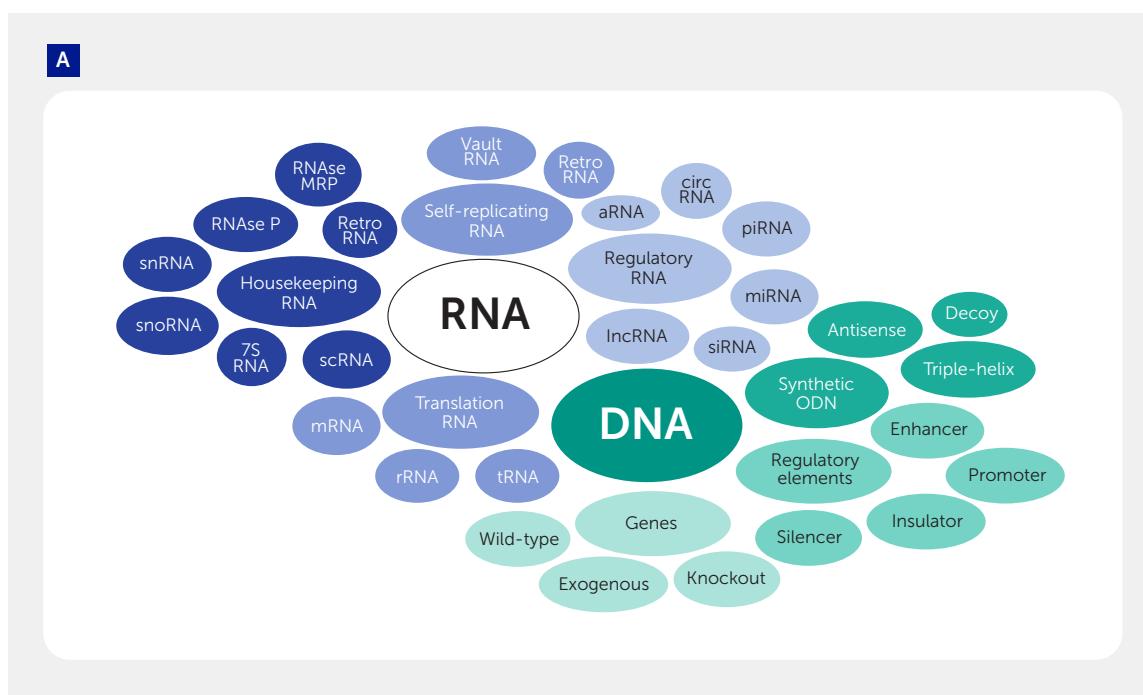 A
Vault
RNA
Retro
RNA
RNAse
MRP
circ
RNA
Self-replicating
RNA
aRNA
RNAse P
Retro
RNA
piRNA
snRNA
Regulatory
RNA
Housekeeping
RNA
miRNA
RNA
snoRNA
lncRNA
siRNA
Antisense
Decoy
7S
RNA
scRNA
Synthetic
ODN
Triple-helix
Translation
RNA
mRNA
DNA
Enhancer
rRNA
tRNA
Regulatory
elements
Promoter
Genes
Insulator
Wild-type
Silencer
Exogenous
Knockout